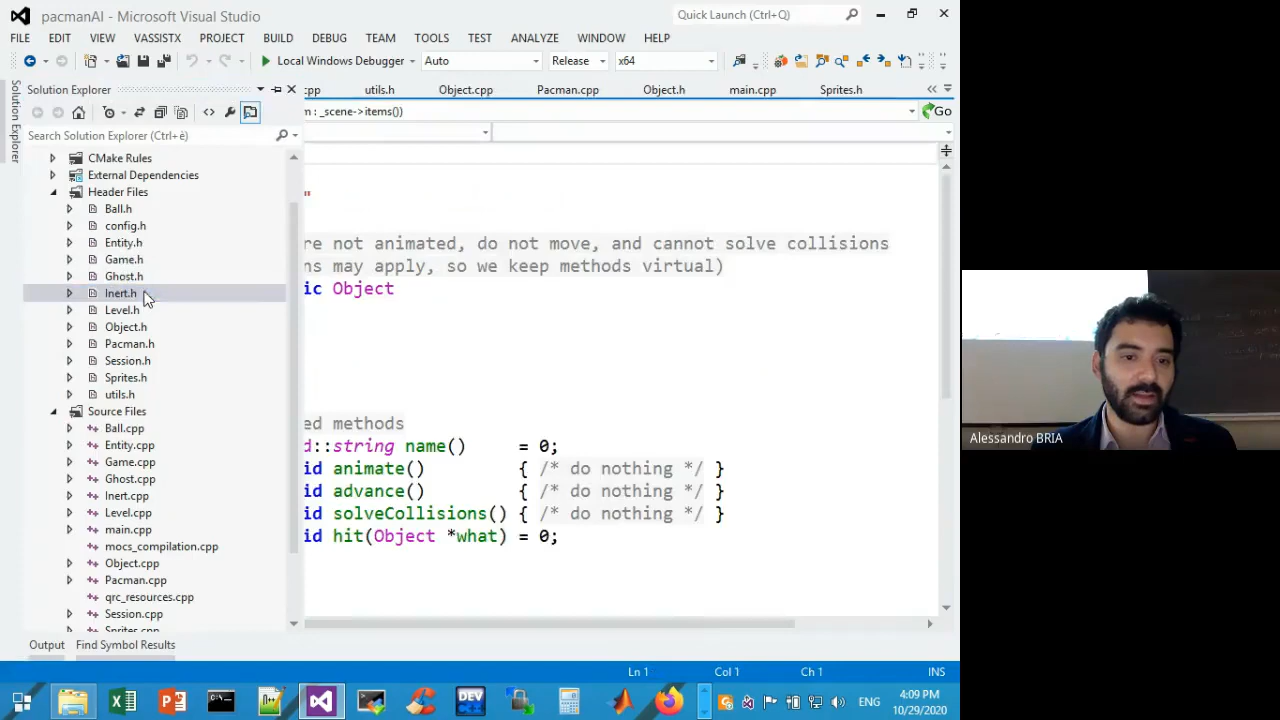 pacmanAI - Microsoft Visual Studio
Quick Launch (Ctrl+ù)
FILE EDIT VIEW VASSISTX PROJECT BUILD DEBUG TEAM TOOLS TEST ANALYZE WINDOW HELP
Local Windows Debugger Auto Release x64
Solution Explorer
Solution Explorer
cpp utils.h Object.cpp Pacman.cpp Object.h main.cpp Sprites.h
m : _scene->items()) Go
Search Solution Explorer (Ctrl+è)
CMake Rules
External Dependencies
Header Files
Ball.h
config.h
Entity.h
Game.h
Ghost.h
Inert.h
Level.h
Object.h
Pacman.h
Session.h
Sprites.h
utils.h
Source Files
Ball.cpp
Entity.cpp
Game.cpp
Ghost.cpp
Inert.cpp
Level.cpp
main.cpp
mocs_compilation.cpp
Object.cpp
Pacman.cpp
qrc_resources.cpp
Session.cpp
Sprites.cpp
"
re not animated, do not move, and cannot solve collisions
ns may apply, so we keep methods virtual)
ic Object
ed methods
d::string name() = 0;
id animate() { /* do nothing */ }
id advance() { /* do nothing */ }
id solveCollisions() { /* do nothing */ }
id hit(Object *what) = 0;
Output Find Symbol Results
Ln 1 Col 1 Ch 1 INS
DEV
ENG
4:09 PM
10/29/2020
Alessandro BRIA